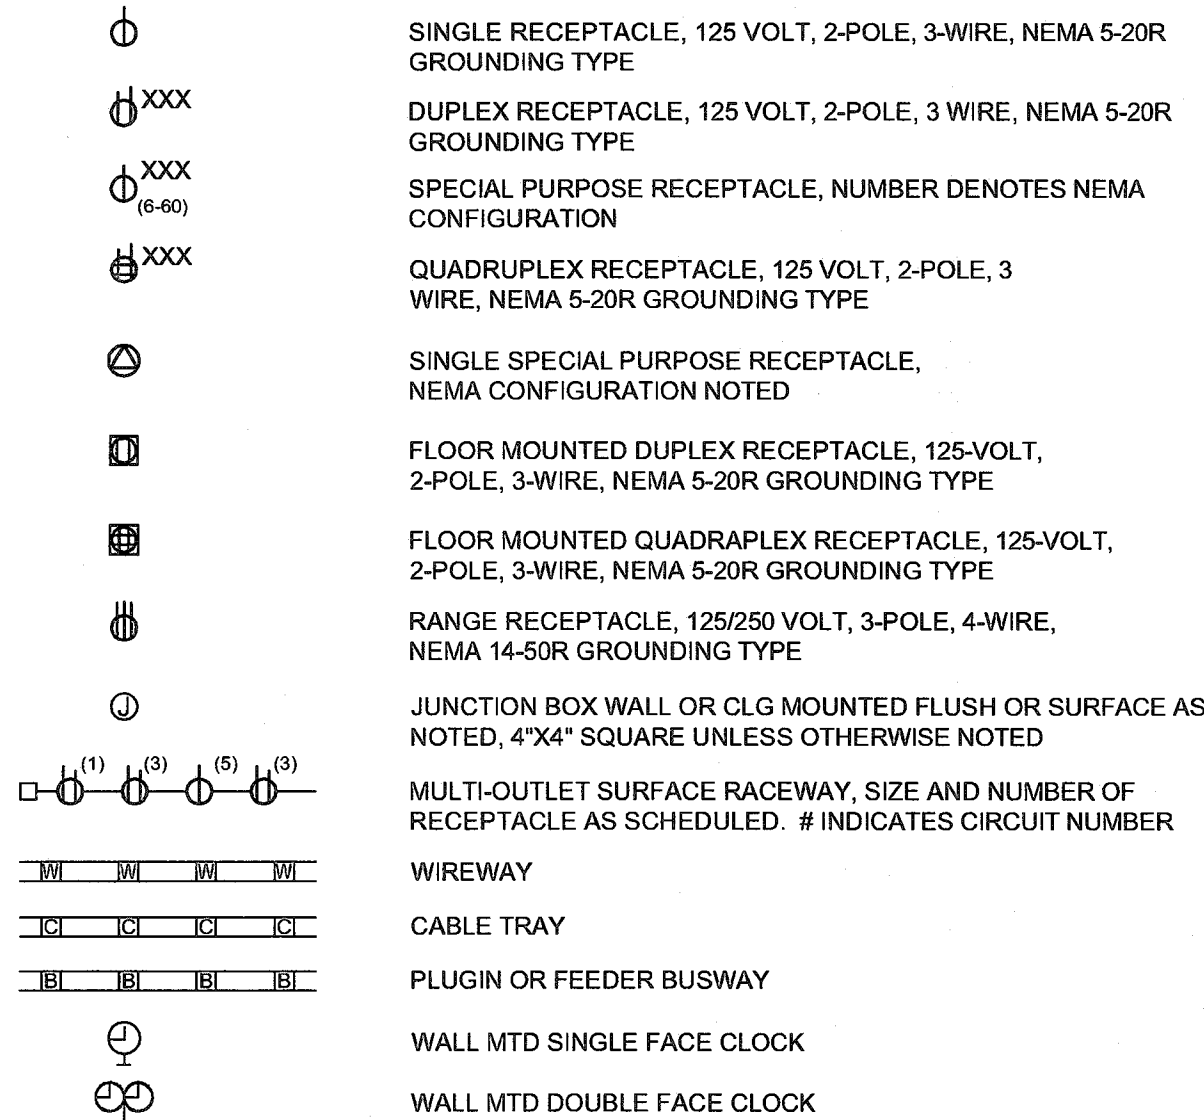 SINGLE RECEPTACLE, 125 VOLT, 2-POLE, 3-WIRE, NEMA 5-20R
GROUNDING TYPE
XXX
DUPLEX RECEPTACLE, 125 VOLT, 2-POLE, 3 WIRE, NEMA 5-20R
GROUNDING TYPE
XXX
(6-60)
SPECIAL PURPOSE RECEPTACLE, NUMBER DENOTES NEMA
CONFIGURATION
XXX
QUADRUPLEX RECEPTACLE, 125 VOLT, 2-POLE, 3
WIRE, NEMA 5-20R GROUNDING TYPE
SINGLE SPECIAL PURPOSE RECEPTACLE,
NEMA CONFIGURATION NOTED
FLOOR MOUNTED DUPLEX RECEPTACLE, 125-VOLT,
2-POLE, 3-WIRE, NEMA 5-20R GROUNDING TYPE
FLOOR MOUNTED QUADRAPLEX RECEPTACLE, 125-VOLT,
2-POLE, 3-WIRE, NEMA 5-20R GROUNDING TYPE
RANGE RECEPTACLE, 125/250 VOLT, 3-POLE, 4-WIRE,
NEMA 14-50R GROUNDING TYPE
J
JUNCTION BOX WALL OR CLG MOUNTED FLUSH OR SURFACE AS
NOTED, 4"X4" SQUARE UNLESS OTHERWISE NOTED
(1) (3) (5) (3)
MULTI-OUTLET SURFACE RACEWAY, SIZE AND NUMBER OF
RECEPTACLE AS SCHEDULED. # INDICATES CIRCUIT NUMBER
W W W W
WIREWAY
C C C C
CABLE TRAY
B B B B
PLUGIN OR FEEDER BUSWAY
WALL MTD SINGLE FACE CLOCK
WALL MTD DOUBLE FACE CLOCK